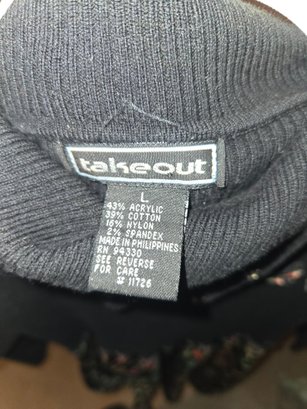 takeout
L
43% ACRYLIC
39% COTTON
16% NYLON
2% SPANDEX
MADE IN PHILIPPINES
RN 94330
SEE REVERSE
FOR CARE
11726